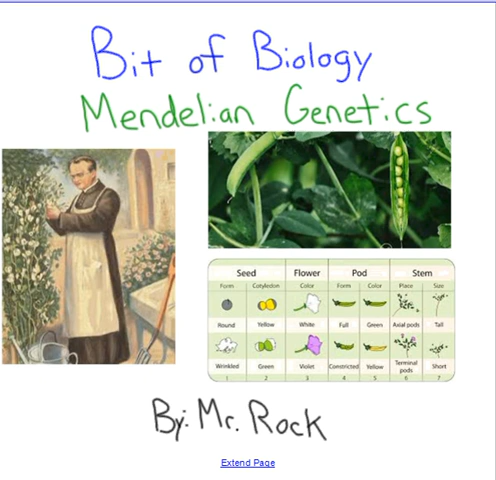 Bit of Biology
Mendelian Genetics
Seed Flower Pod Stem
Form Cotyledon Color Form Color Place Size
Round Yellow White Full Green Axial pods Tall
Wrinkled Green Violet Constricted Yellow Terminal pods Short
1 2 3 4 5 6 7
By: Mr. Rock
Extend Page